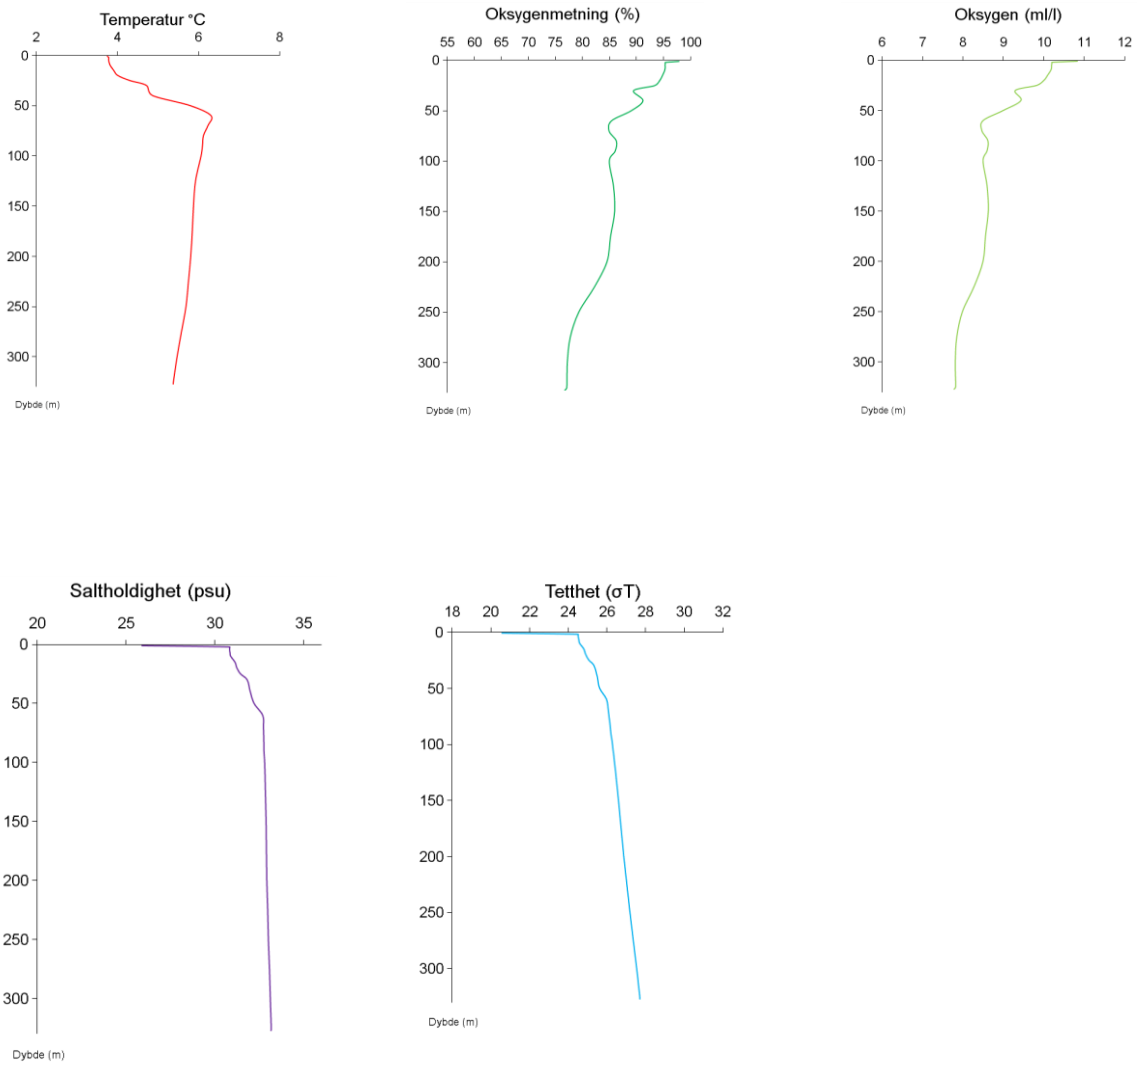 Temperatur °C
2 4 6 8
0
50
100
150
200
250
300
Dybde (m)
Oksygenmetning (%)
55 60 65 70 75 80 85 90 95 100
0
50
100
150
200
250
300
Dybde (m)
Oksygen (ml/l)
6 7 8 9 10 11 12
0
50
100
150
200
250
300
Dybde (m)
Saltholdighet (psu)
20 25 30 35
0
50
100
150
200
250
300
Dybde (m)
Tetthet (σT)
18 20 22 24 26 28 30 32
0
50
100
150
200
250
300
Dybde (m)